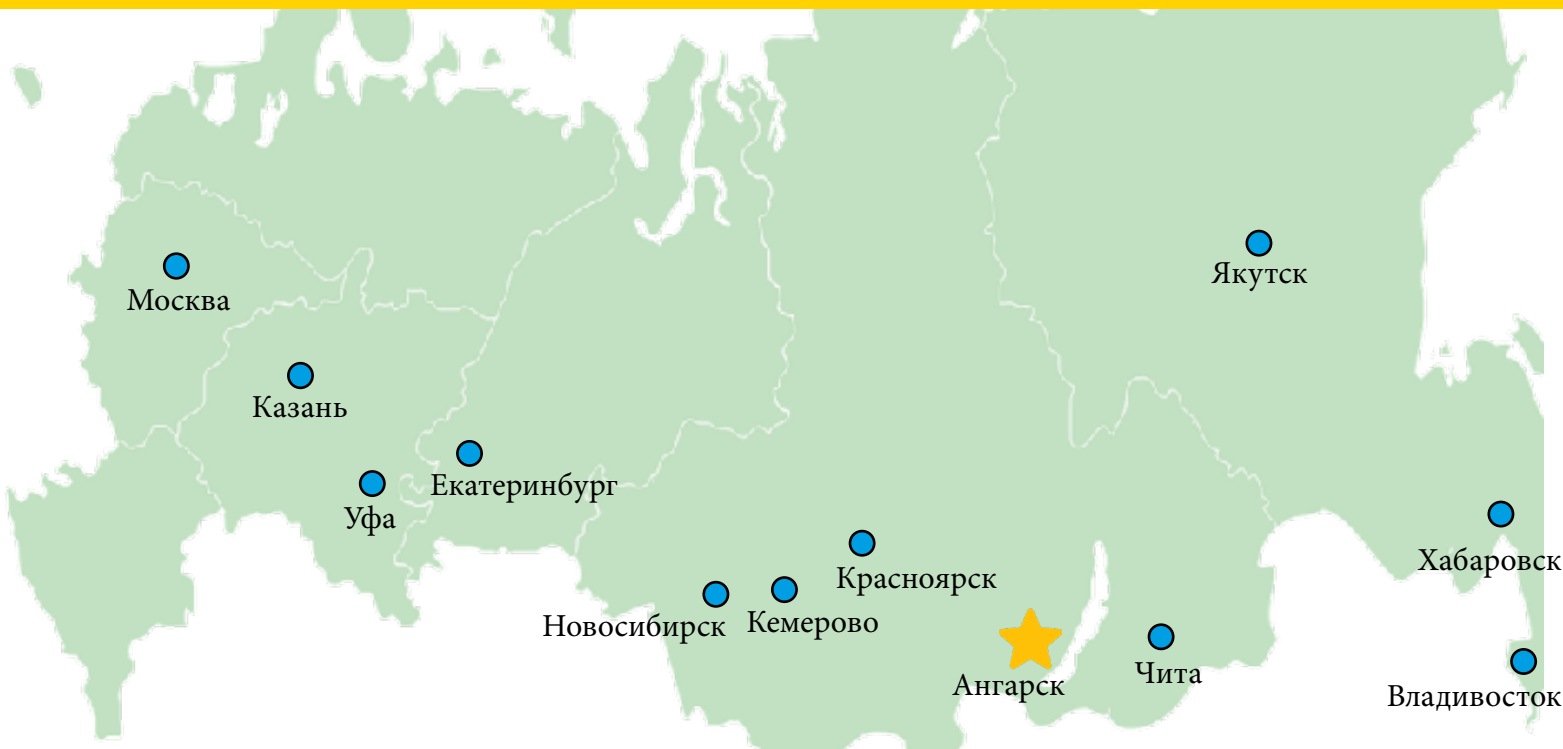 Якутск
Москва
Казань
Екатеринбург
Уфа
Хабаровск
Красноярск
Новосибирск
Кемерово
Чита
Ангарск
Владивосток